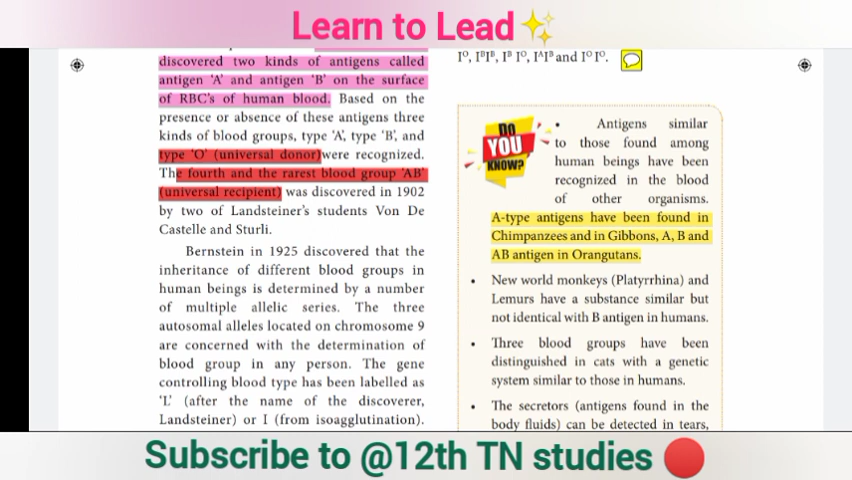 Learn to Lead✨
discovered two kinds of antigens called
antigen ‘A’ and antigen ‘B’ on the surface
of RBC’s of human blood. Based on the
presence or absence of these antigens three
kinds of blood groups, type ‘A’, type ‘B’, and
type ‘O’ (universal donor)were recognized.
The fourth and the rarest blood group ‘AB’
(universal recipient) was discovered in 1902
by two of Landsteiner’s students Von De
Castelle and Sturli.
Bernstein in 1925 discovered that the
inheritance of different blood groups in
human beings is determined by a number
of multiple allelic series. The three
autosomal alleles located on chromosome 9
are concerned with the determination of
blood group in any person. The gene
controlling blood type has been labelled as
‘L’ (after the name of the discoverer,
Landsteiner) or I (from isoagglutination).
Iᴼ, IᴮIᴮ, Iᴮ Iᴼ, IᴬIᴮ and Iᴼ Iᴼ.
DO
YOU
KNOW?
• Antigens similar
to those found among
human beings have been
recognized in the blood
of other organisms.
A-type antigens have been found in
Chimpanzees and in Gibbons, A, B and
AB antigen in Orangutans.
• New world monkeys (Platyrrhina) and
Lemurs have a substance similar but
not identical with B antigen in humans.
• Three blood groups have been
distinguished in cats with a genetic
system similar to those in humans.
• The secretors (antigens found in the
body fluids) can be detected in tears,
Subscribe to @12th TN studies 🔴